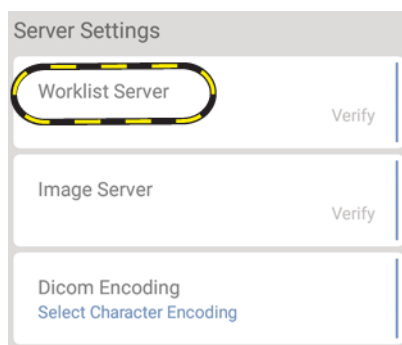 Server Settings
Worklist Server
Verify
Image Server
Verify
Dicom Encoding
Select Character Encoding